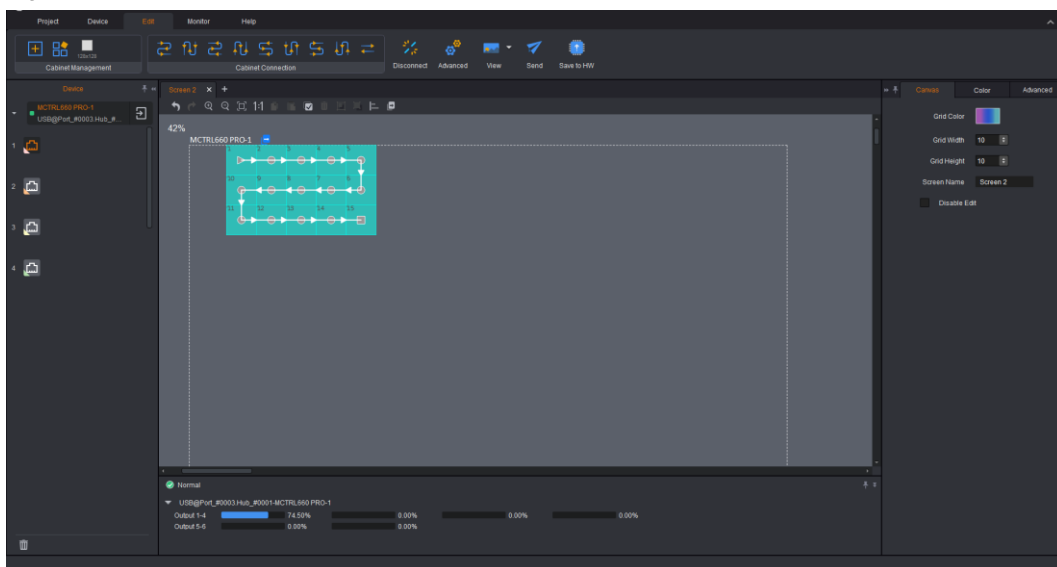 Project Device Edit Monitor Help
128x128
Cabinet Management
Cabinet Connection
Disconnect Advanced View Send Save to HW
Device
MCTRL660 PRO-1
USB@Port_#0003.Hub_#...
1
2
3
4
Screen 2 × +
1:1
42%
MCTRL660 PRO-1
1 2 3 4 5
10 9 8 7 6
11 12 13 14 15
Normal
USB@Port_#0003.Hub_#0001-MCTRL660 PRO-1
Output 1-4 74.50% 0.00% 0.00% 0.00%
Output 5-6 0.00% 0.00%
Canvas Color Advanced
Grid Color
Grid Width 10
Grid Height 10
Screen Name Screen 2
Disable Edit